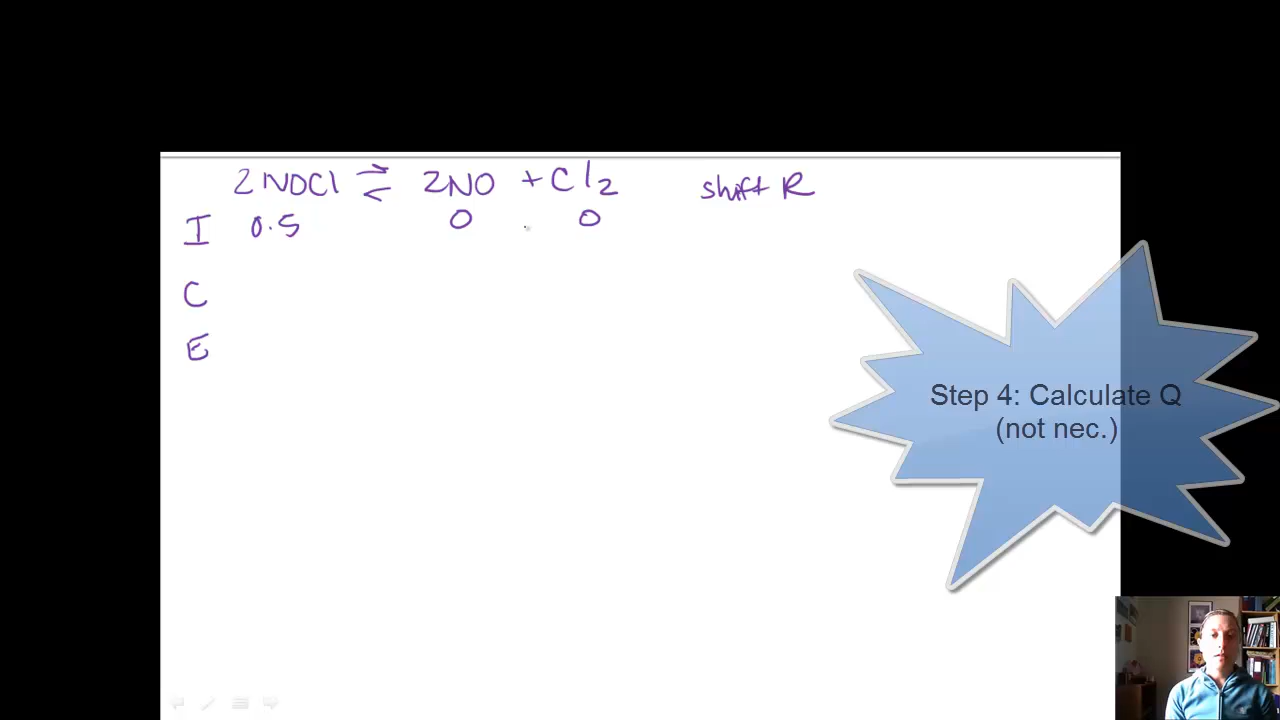 2NOCl ⇌ 2NO + Cl2 shift R
I 0.5 0 0
C
E
Step 4: Calculate Q
(not nec.)